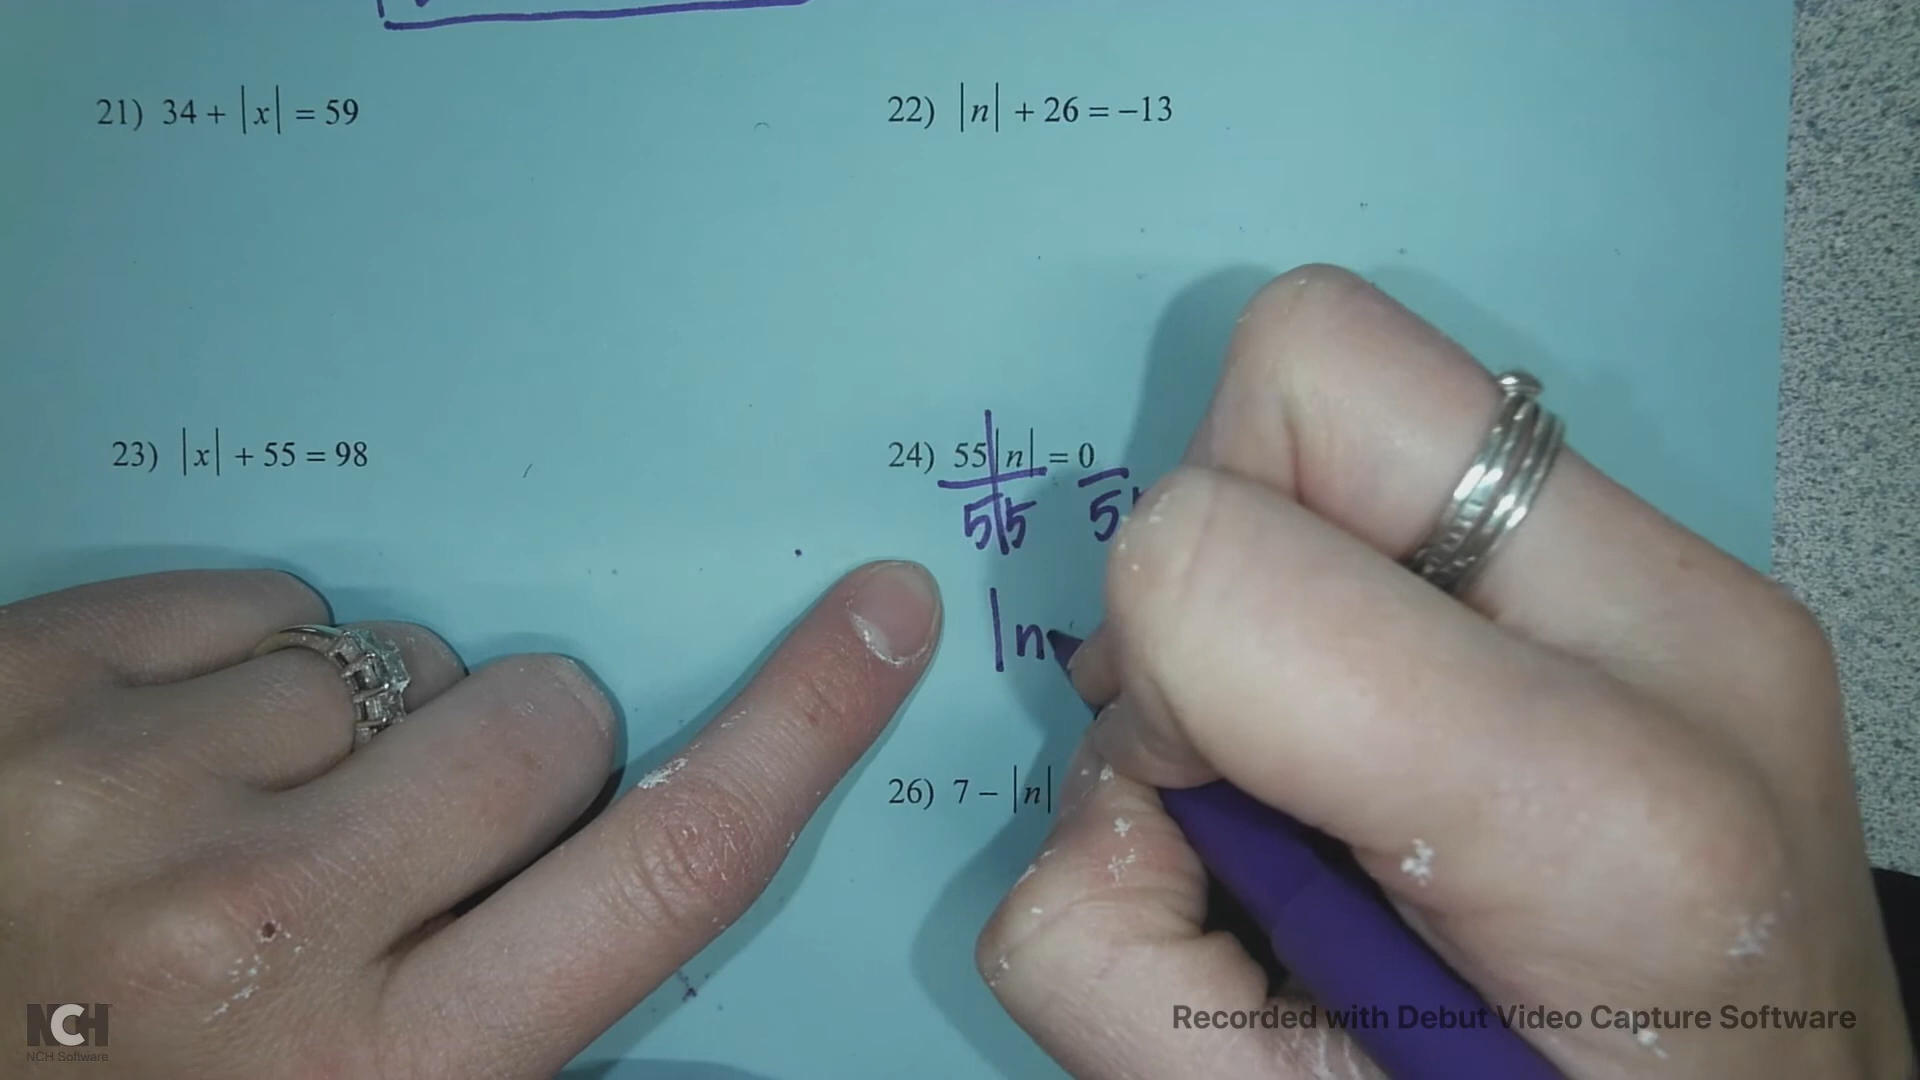 21) 34 + |x| = 59
22) |n| + 26 = −13
23) |x| + 55 = 98
24) 55|n| = 0
55 5
|n
26) 7 − |n|
NCH
NCH Software
Recorded with Debut Video Capture Software